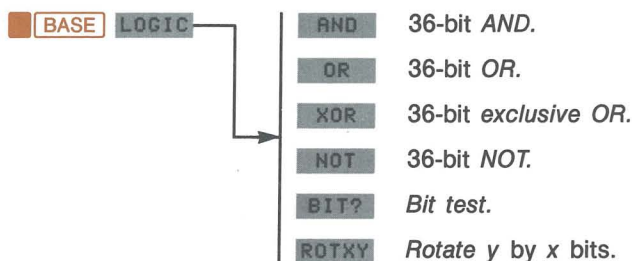 BASE LOGIC AND 36-bit AND.
OR 36-bit OR.
XOR 36-bit exclusive OR.
NOT 36-bit NOT.
BIT? Bit test.
ROTXY Rotate y by x bits.